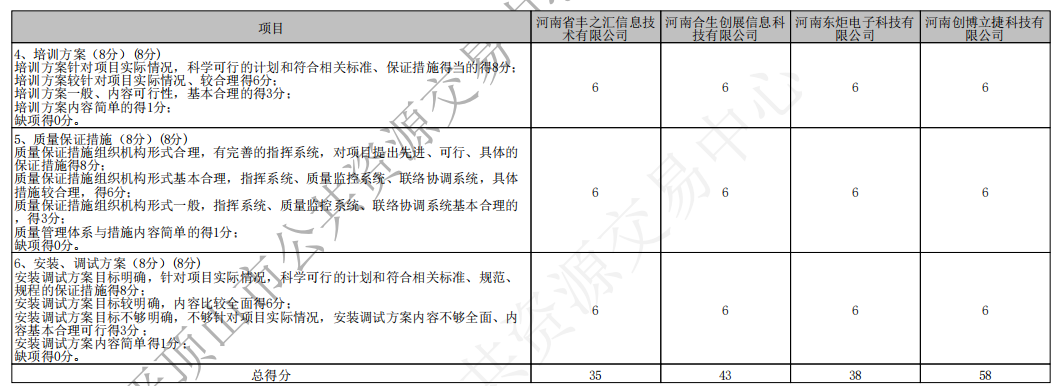 项目 河南省丰之汇信息技术有限公司 河南合生创展信息科技有限公司 河南东炬电子科技有限公司 河南创博立捷科技有限公司
4、培训方案（8分）(8分)
培训方案针对项目实际情况，科学可行的计划和符合相关标准、保证措施得当的得8分；
培训方案较针对项目实际情况、较合理得6分；
培训方案一般、内容可行性，基本合理的得3分；
培训方案内容简单的得1分；
缺项得0分。
6 6 6 6
5、质量保证措施（8分）(8分)
质量保证措施组织机构形式合理，有完善的指挥系统，对项目提出先进、可行、具体的
保证措施得8分；
质量保证措施组织机构形式基本合理，指挥系统、质量监控系统、联络协调系统，具体
措施较合理，得6分；
质量保证措施组织机构形式一般，指挥系统、质量监控系统、联络协调系统基本合理的
，得3分；
质量管理体系与措施内容简单的得1分；
缺项得0分。
6 6 6 6
6、安装、调试方案（8分）(8分)
安装调试方案目标明确，针对项目实际情况，科学可行的计划和符合相关标准、规范、
规程的保证措施得8分；
安装调试方案目标较明确，内容比较全面得6分；
安装调试方案目标不够明确，不够针对项目实际情况，安装调试方案内容不够全面、内
容基本合理可行得3分；
安装调试方案内容简单得1分；
缺项得0分。
6 6 6 6
总得分 35 43 38 58
平顶山市公共资源交易中心
共资源交易中心